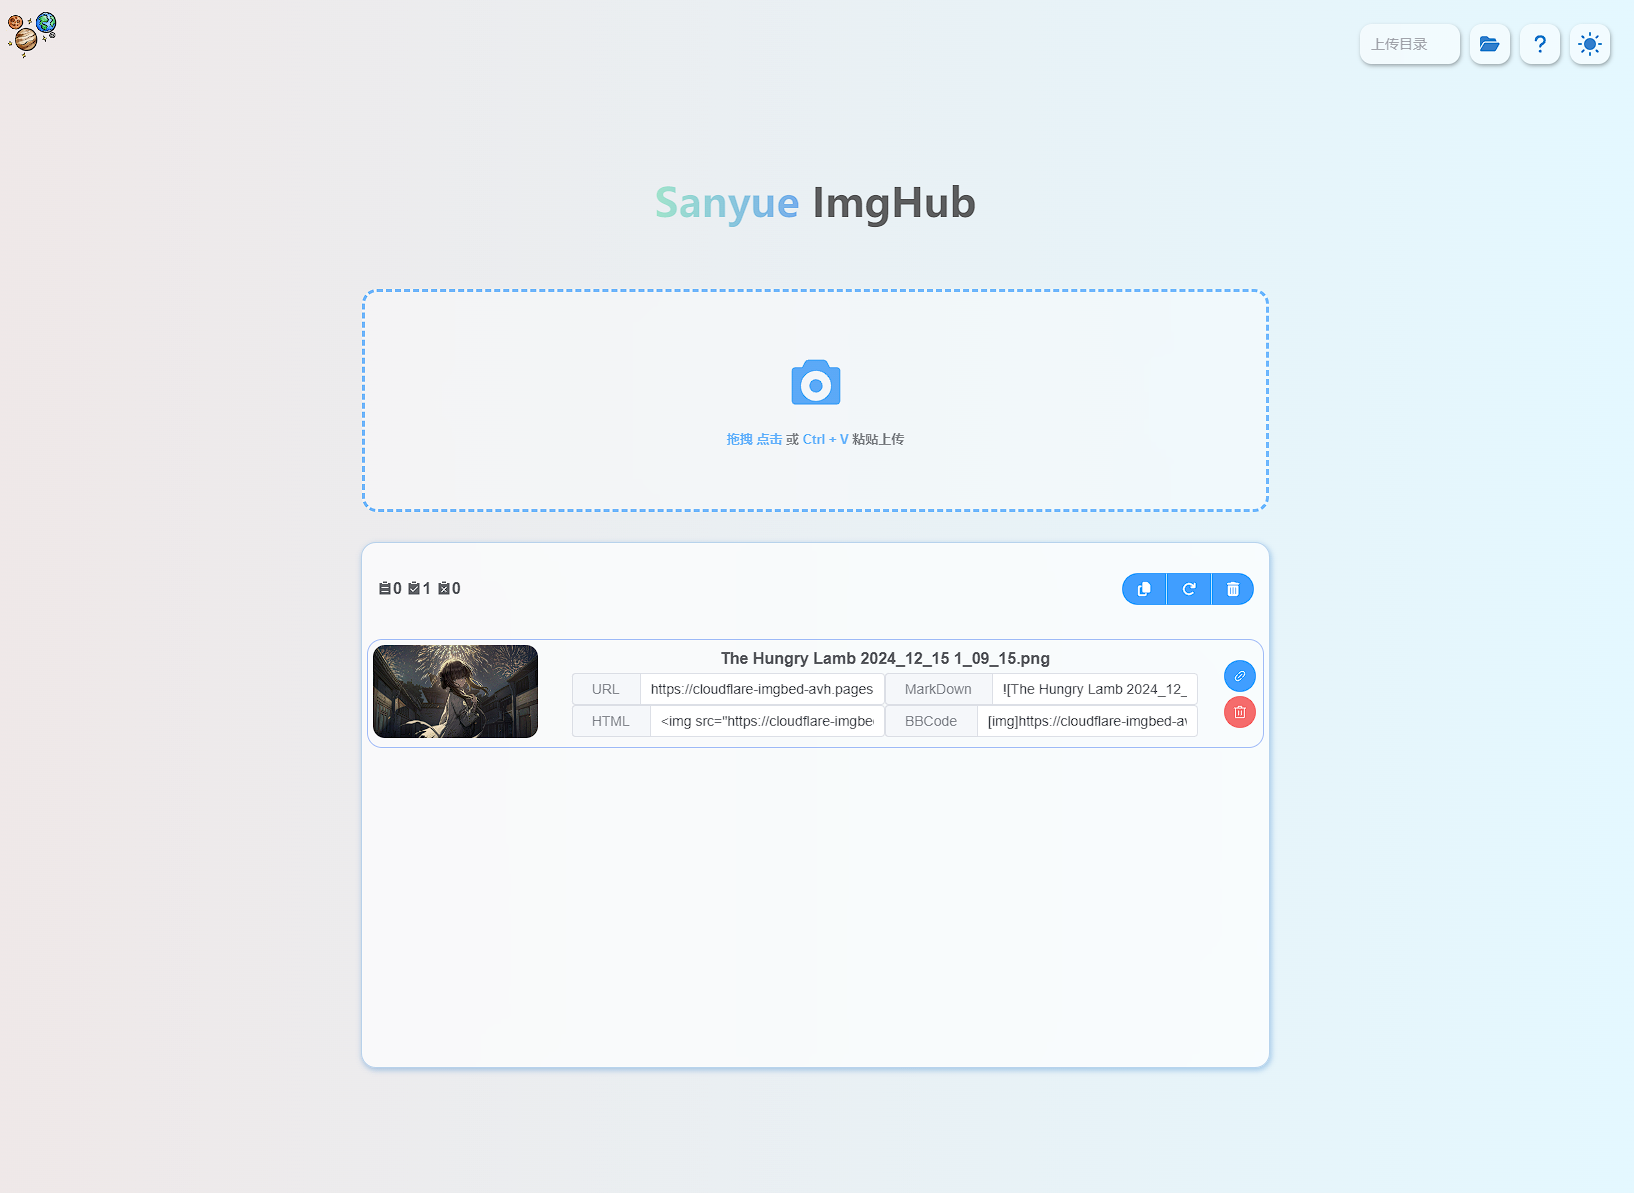 上传目录
Sanyue ImgHub
拖拽 点击 或 Ctrl + V 粘贴上传
0 1 0
The Hungry Lamb 2024_12_15 1_09_15.png
URL https://cloudflare-imgbed-avh.pages MarkDown ![The Hungry Lamb 2024_12_
HTML <img src="https://cloudflare-imgbe BBCode [img]https://cloudflare-imgbed-a